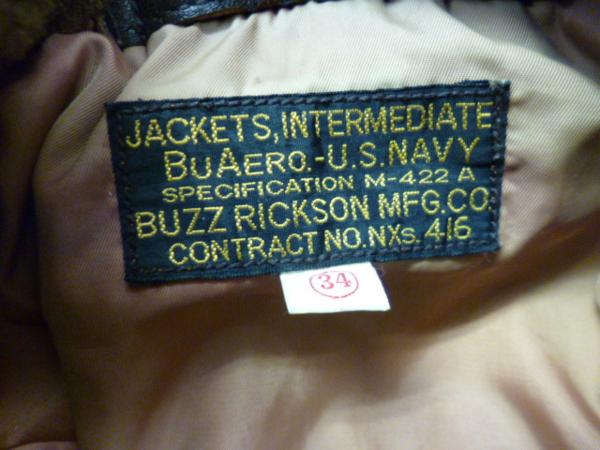 JACKETS, INTERMEDIATE
BUAERO.-U.S.NAVY
SPECIFICATION M-422 A
BUZZ RICKSON MFG.CO.
CONTRACT NO. NXs. 416
34